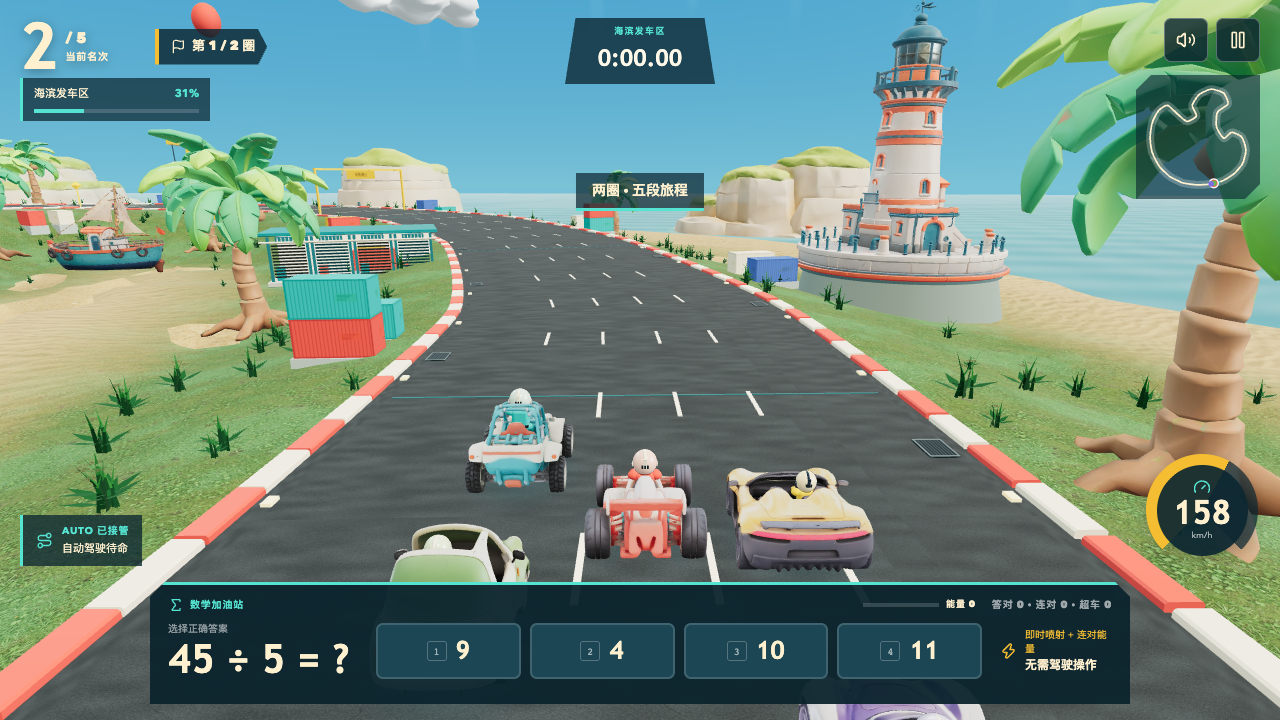 2 / 5
当前名次
第 1 / 2 圈
海滨发车区 31%
海滨发车区
0:00.00
两圈 • 五段旅程
AUTO 已接管
自动驾驶待命
158
km/h
数学加油站
能量 0 答对 0 • 连对 0 • 超车 0
选择正确答案
45 ÷ 5 = ?
1 9
2 4
3 10
4 11
即时喷射 + 连对能
量
无需驾驶操作